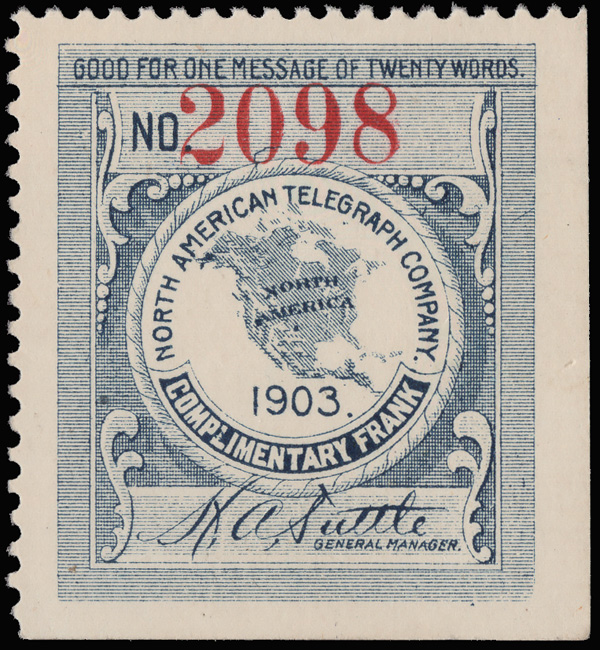 GOOD FOR ONE MESSAGE OF TWENTY WORDS.
NO. 2098
NORTH AMERICAN TELEGRAPH COMPANY.
NORTH
AMERICA
1903.
COMPLIMENTARY FRANK
H. A. Tuttle
GENERAL MANAGER.